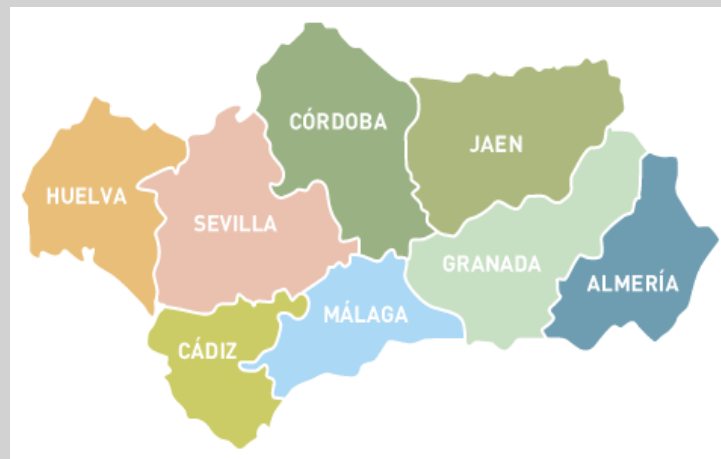 CÓRDOBA
JAEN
HUELVA
SEVILLA
GRANADA
ALMERÍA
MÁLAGA
CÁDIZ